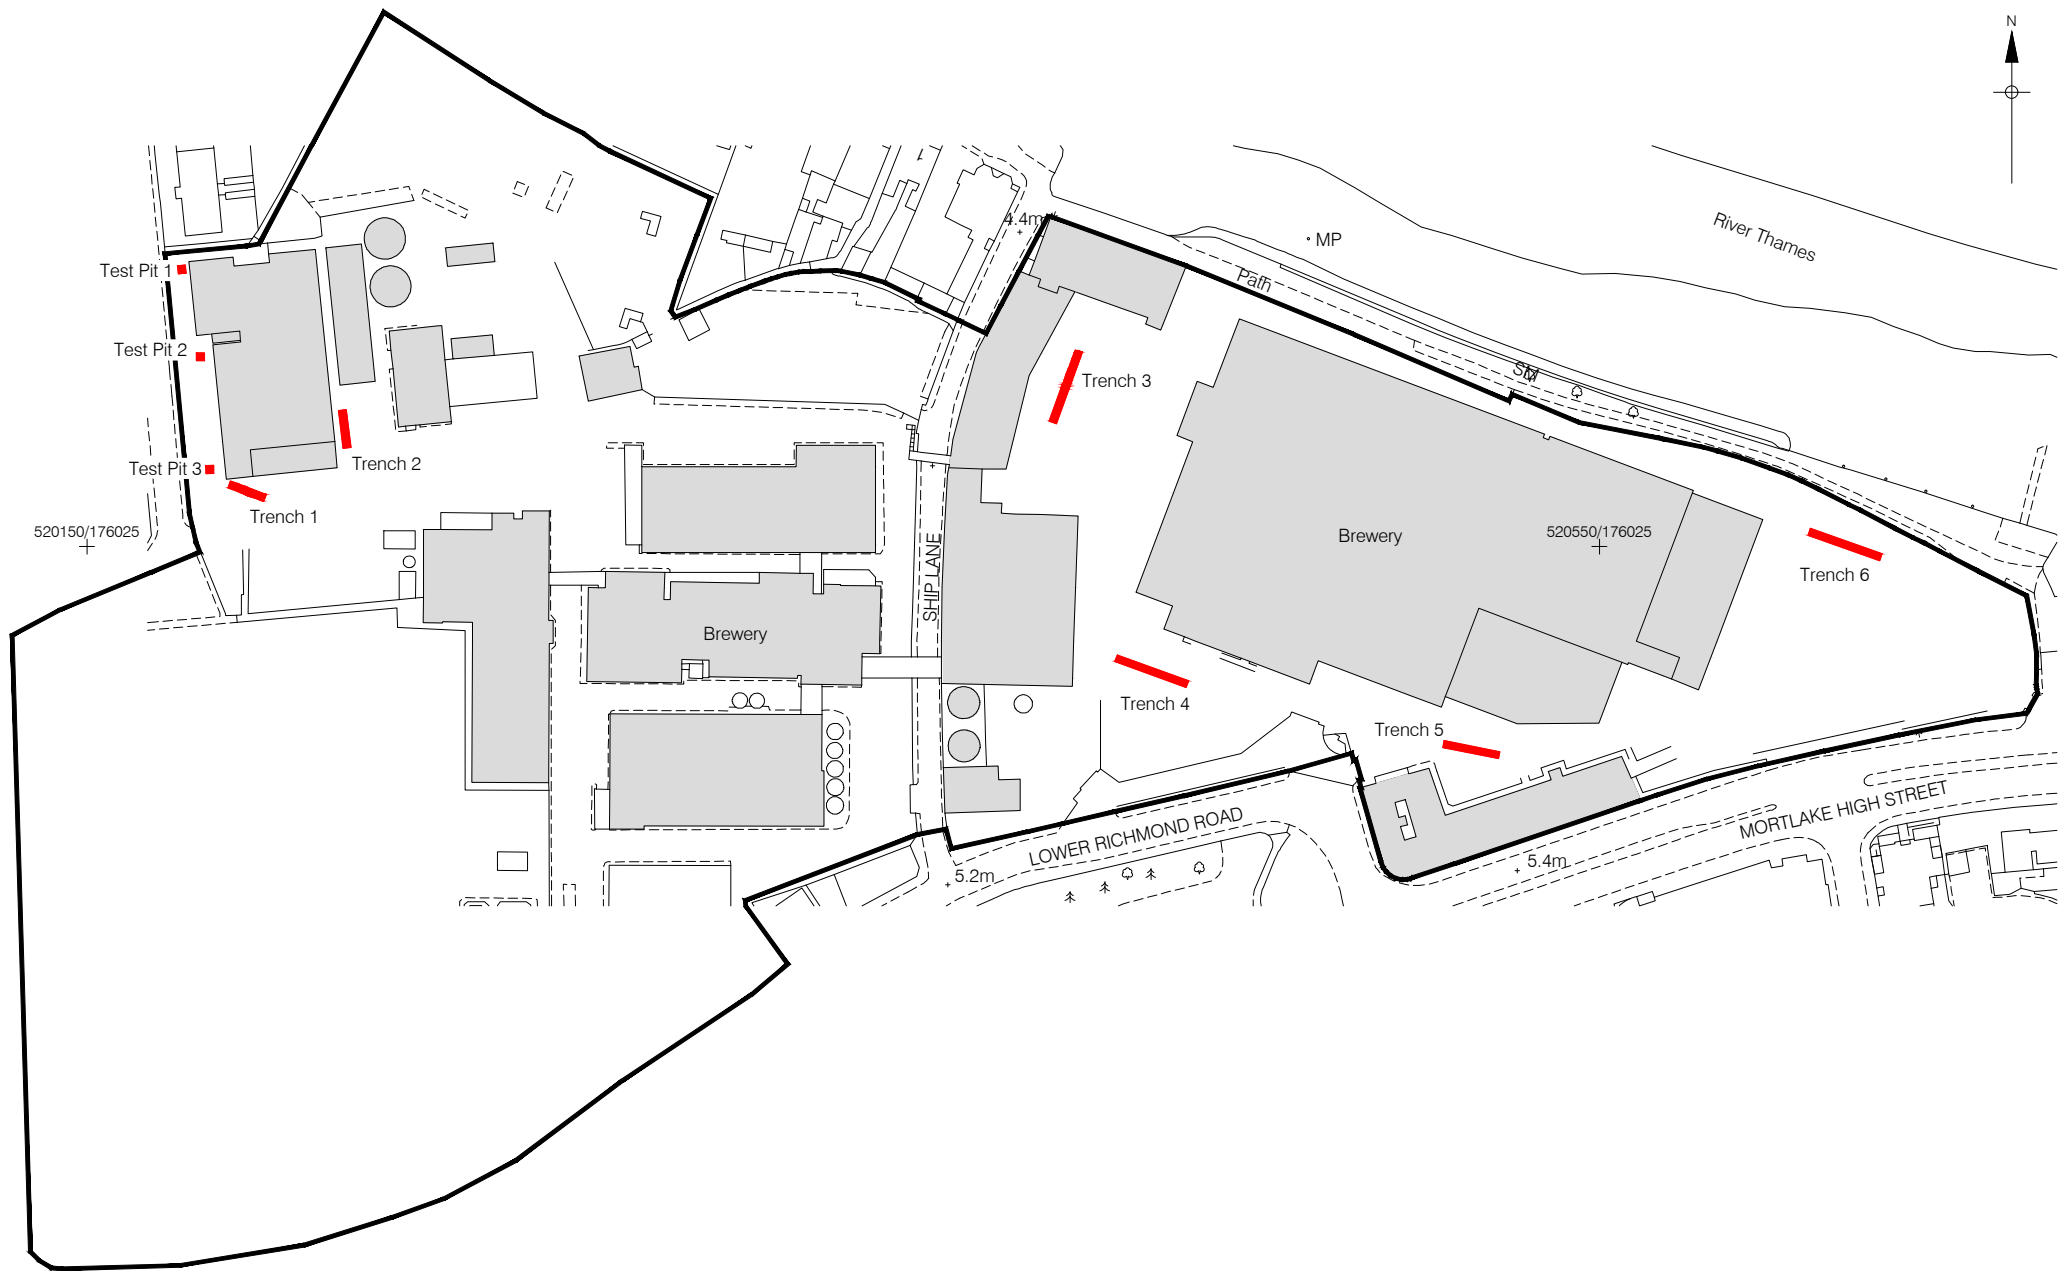 N
River Thames
4.4m
MP
Path
SM
Test Pit 1
Test Pit 2
Test Pit 3
Trench 1
Trench 2
Trench 3
520150/176025
Brewery
520550/176025
Trench 6
SHIP LANE
Brewery
Trench 4
Trench 5
LOWER RICHMOND ROAD
MORTLAKE HIGH STREET
5.2m
5.4m